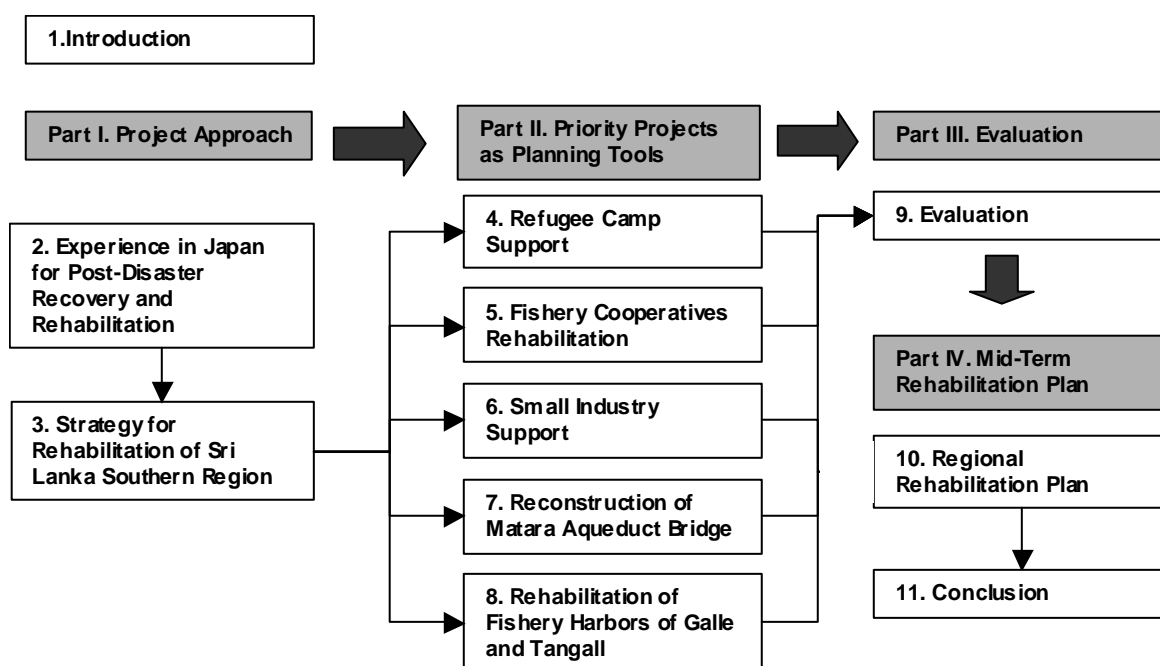 1.Introduction
Part I. Project Approach
Part II. Priority Projects
as Planning Tools
Part III. Evaluation
2. Experience in Japan
for Post-Disaster
Recovery and
Rehabilitation
3. Strategy for
Rehabilitation of Sri
Lanka Southern Region
4. Refugee Camp
Support
5. Fishery Cooperatives
Rehabilitation
6. Small Industry
Support
7. Reconstruction of
Matara Aqueduct Bridge
8. Rehabilitation of
Fishery Harbors of Galle
and Tangall
9. Evaluation
Part IV. Mid-Term
Rehabilitation Plan
10. Regional
Rehabilitation Plan
11. Conclusion